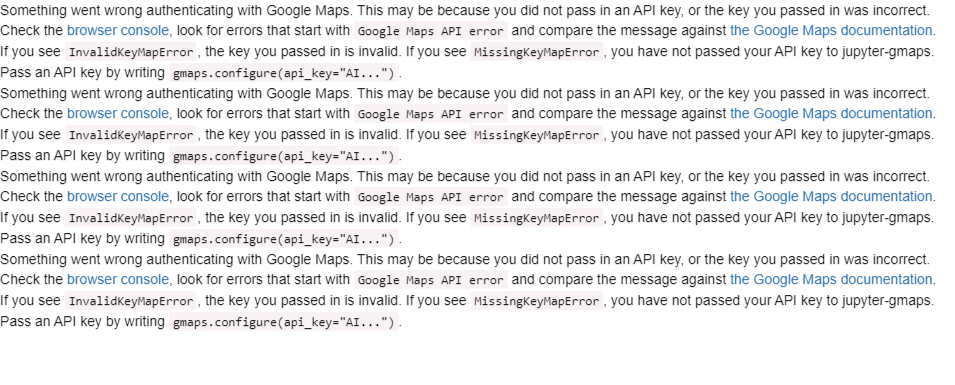 Something went wrong authenticating with Google Maps. This may be because you did not pass in an API key, or the key you passed in was incorrect.
Check the browser console, look for errors that start with Google Maps API error and compare the message against the Google Maps documentation.
If you see InvalidKeyMapError , the key you passed in is invalid. If you see MissingKeyMapError , you have not passed your API key to jupyter-gmaps.
Pass an API key by writing gmaps.configure(api_key="AI...") .
Something went wrong authenticating with Google Maps. This may be because you did not pass in an API key, or the key you passed in was incorrect.
Check the browser console, look for errors that start with Google Maps API error and compare the message against the Google Maps documentation.
If you see InvalidKeyMapError , the key you passed in is invalid. If you see MissingKeyMapError , you have not passed your API key to jupyter-gmaps.
Pass an API key by writing gmaps.configure(api_key="AI...") .
Something went wrong authenticating with Google Maps. This may be because you did not pass in an API key, or the key you passed in was incorrect.
Check the browser console, look for errors that start with Google Maps API error and compare the message against the Google Maps documentation.
If you see InvalidKeyMapError , the key you passed in is invalid. If you see MissingKeyMapError , you have not passed your API key to jupyter-gmaps.
Pass an API key by writing gmaps.configure(api_key="AI...") .
Something went wrong authenticating with Google Maps. This may be because you did not pass in an API key, or the key you passed in was incorrect.
Check the browser console, look for errors that start with Google Maps API error and compare the message against the Google Maps documentation.
If you see InvalidKeyMapError , the key you passed in is invalid. If you see MissingKeyMapError , you have not passed your API key to jupyter-gmaps.
Pass an API key by writing gmaps.configure(api_key="AI...") .